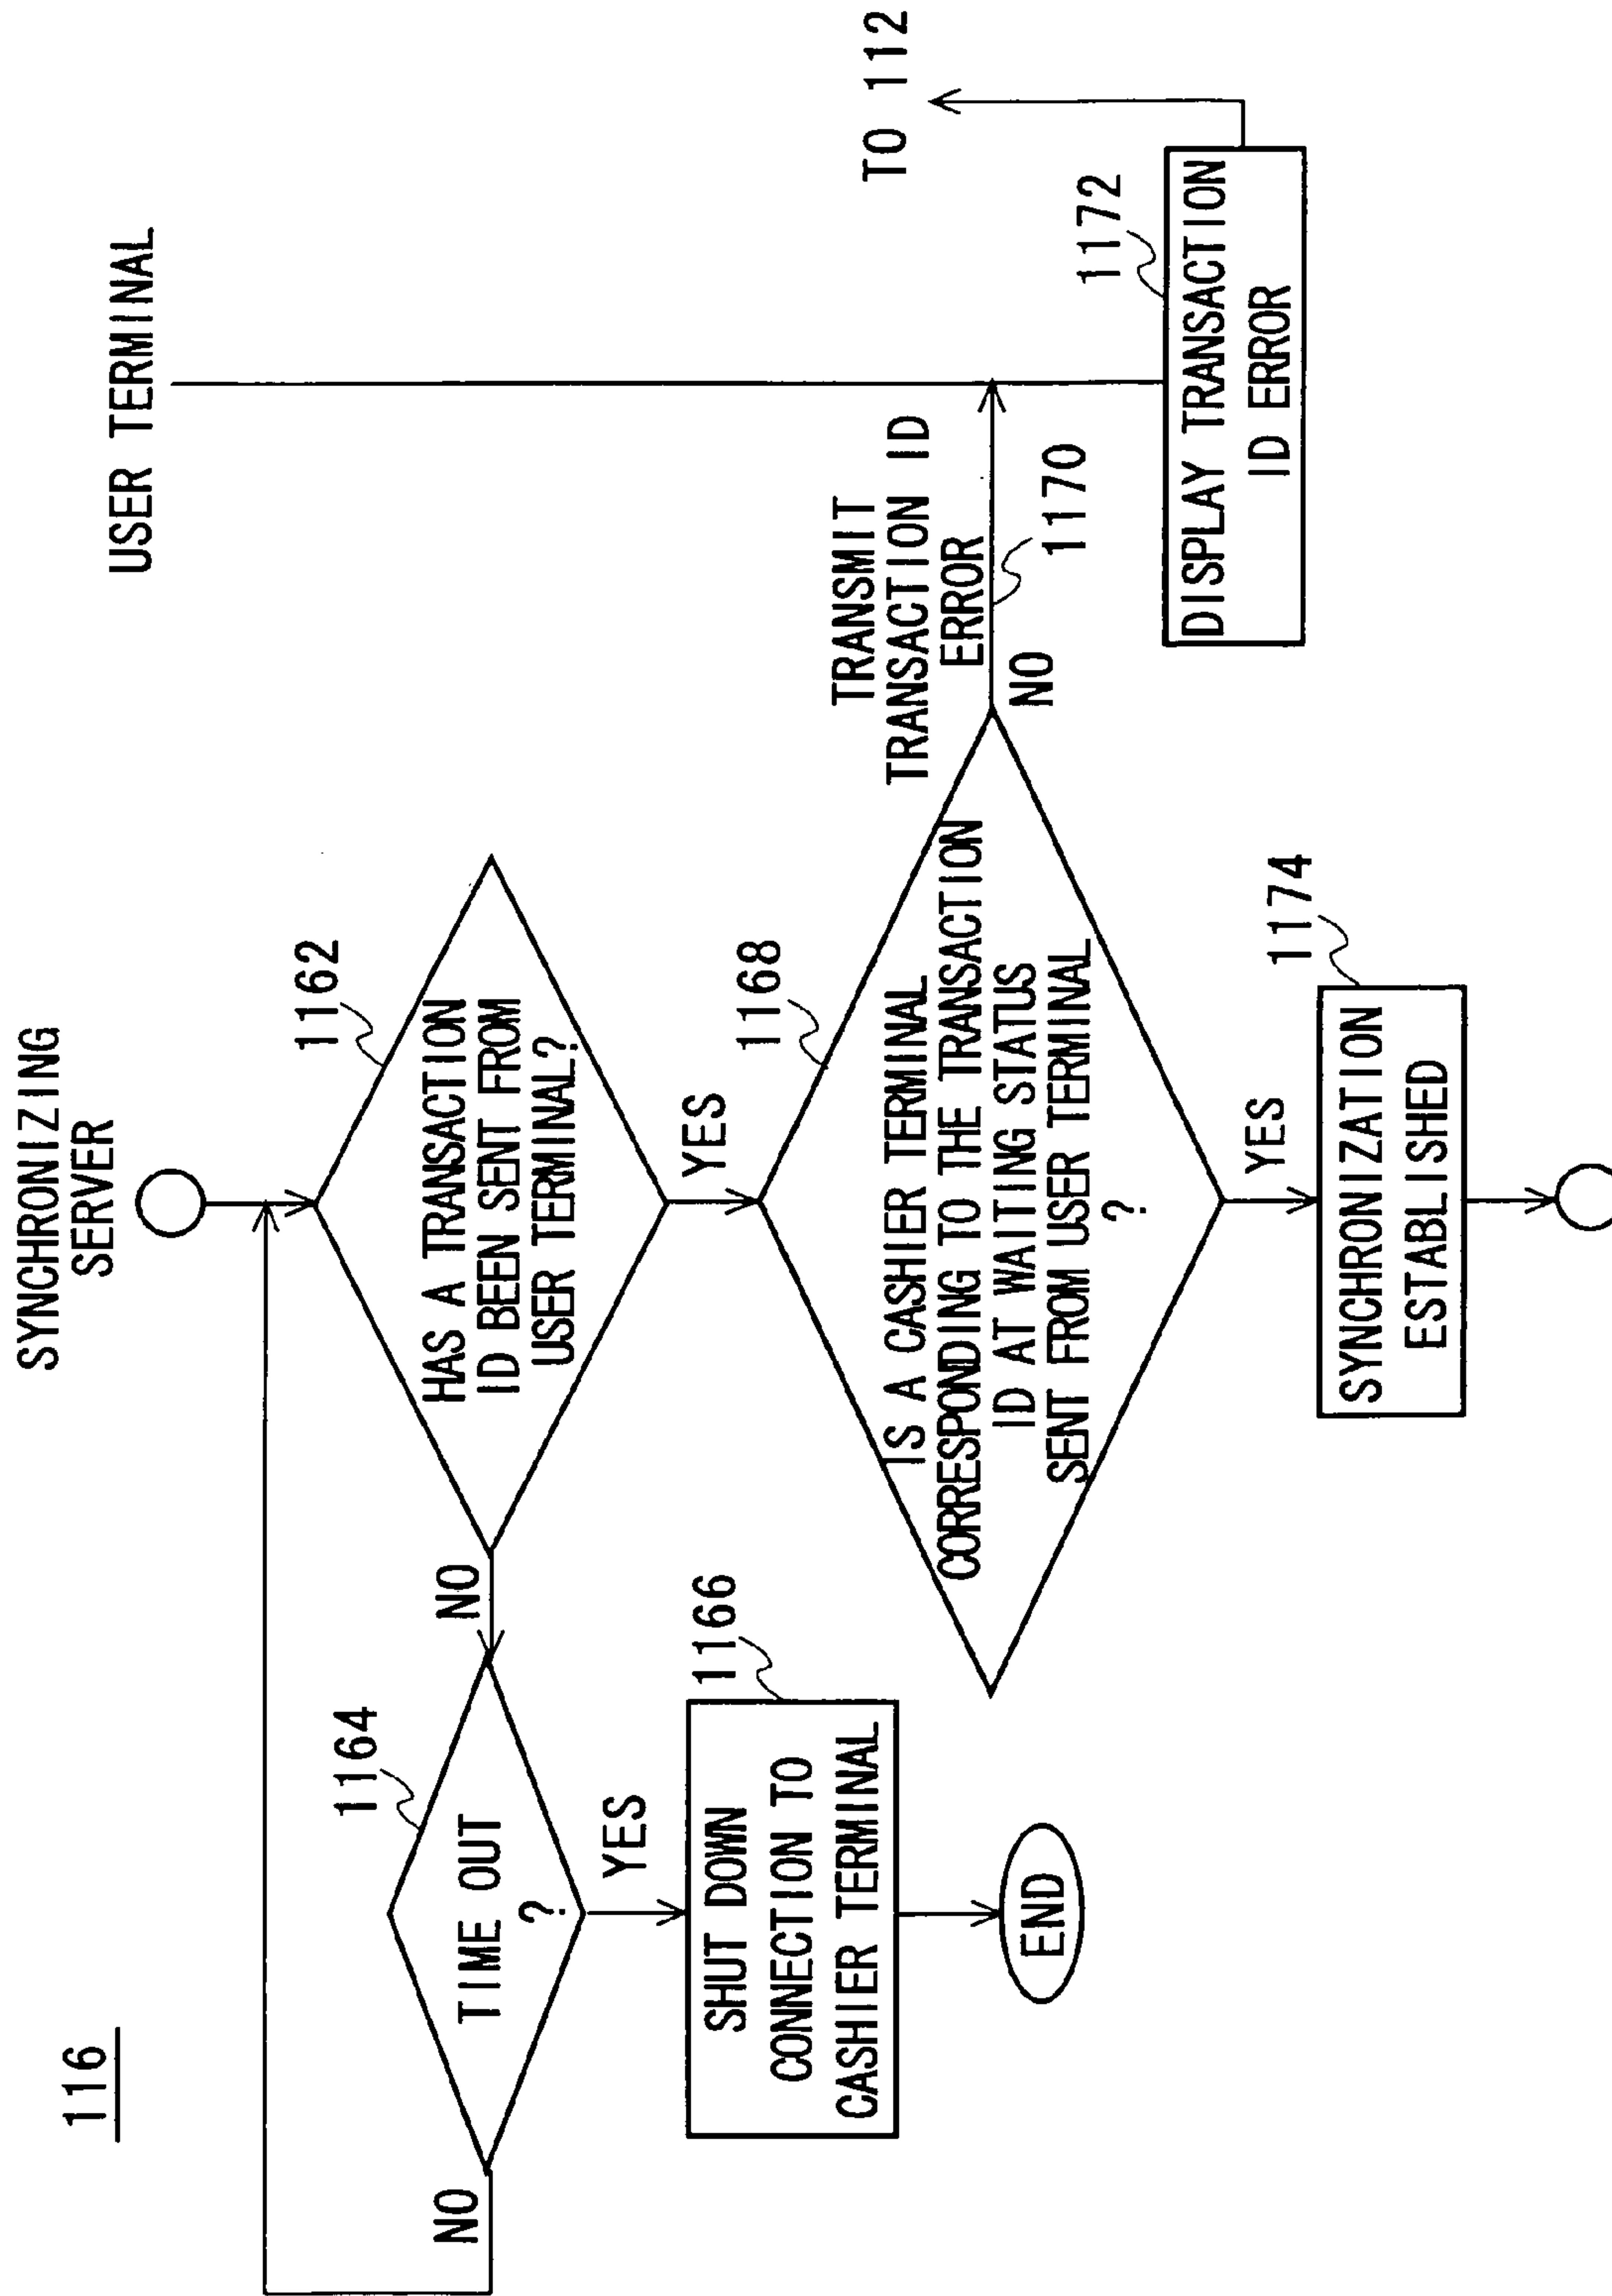 116
SYNCHRONIZING
SERVER
USER TERMINAL
1162
HAS A TRANSACTION
ID BEEN SENT FROM
USER TERMINAL?
NO
YES
1164
TIME OUT
?
NO
YES
1166
SHUT DOWN
CONNECTION TO
CASHIER TERMINAL
END
1168
IS A CASHIER TERMINAL
CORRESPONDING TO THE TRANSACTION
ID AT WAITING STATUS
SENT FROM USER TERMINAL
?
NO
YES
TRANSMIT
TRANSACTION ID
ERROR
1170
TO 112
1172
DISPLAY TRANSACTION
ID ERROR
1174
SYNCHRONIZATION
ESTABLISHED